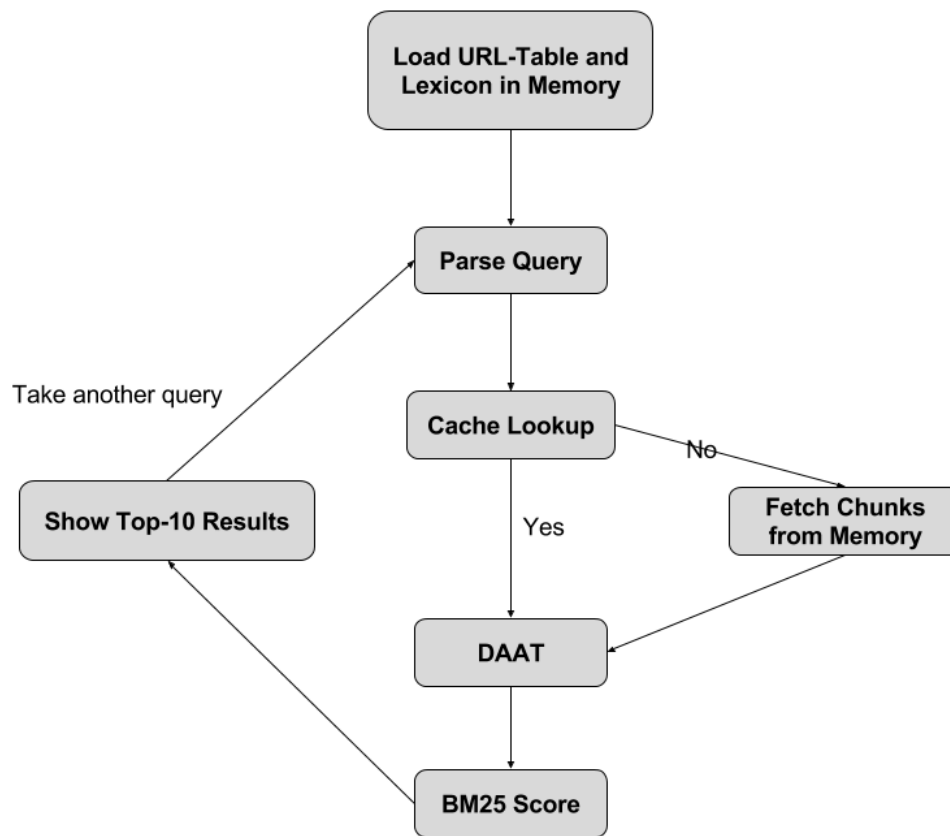 Load URL-Table and
Lexicon in Memory
Parse Query
Take another query
Cache Lookup
No
Show Top-10 Results
Yes
Fetch Chunks
from Memory
DAAT
BM25 Score